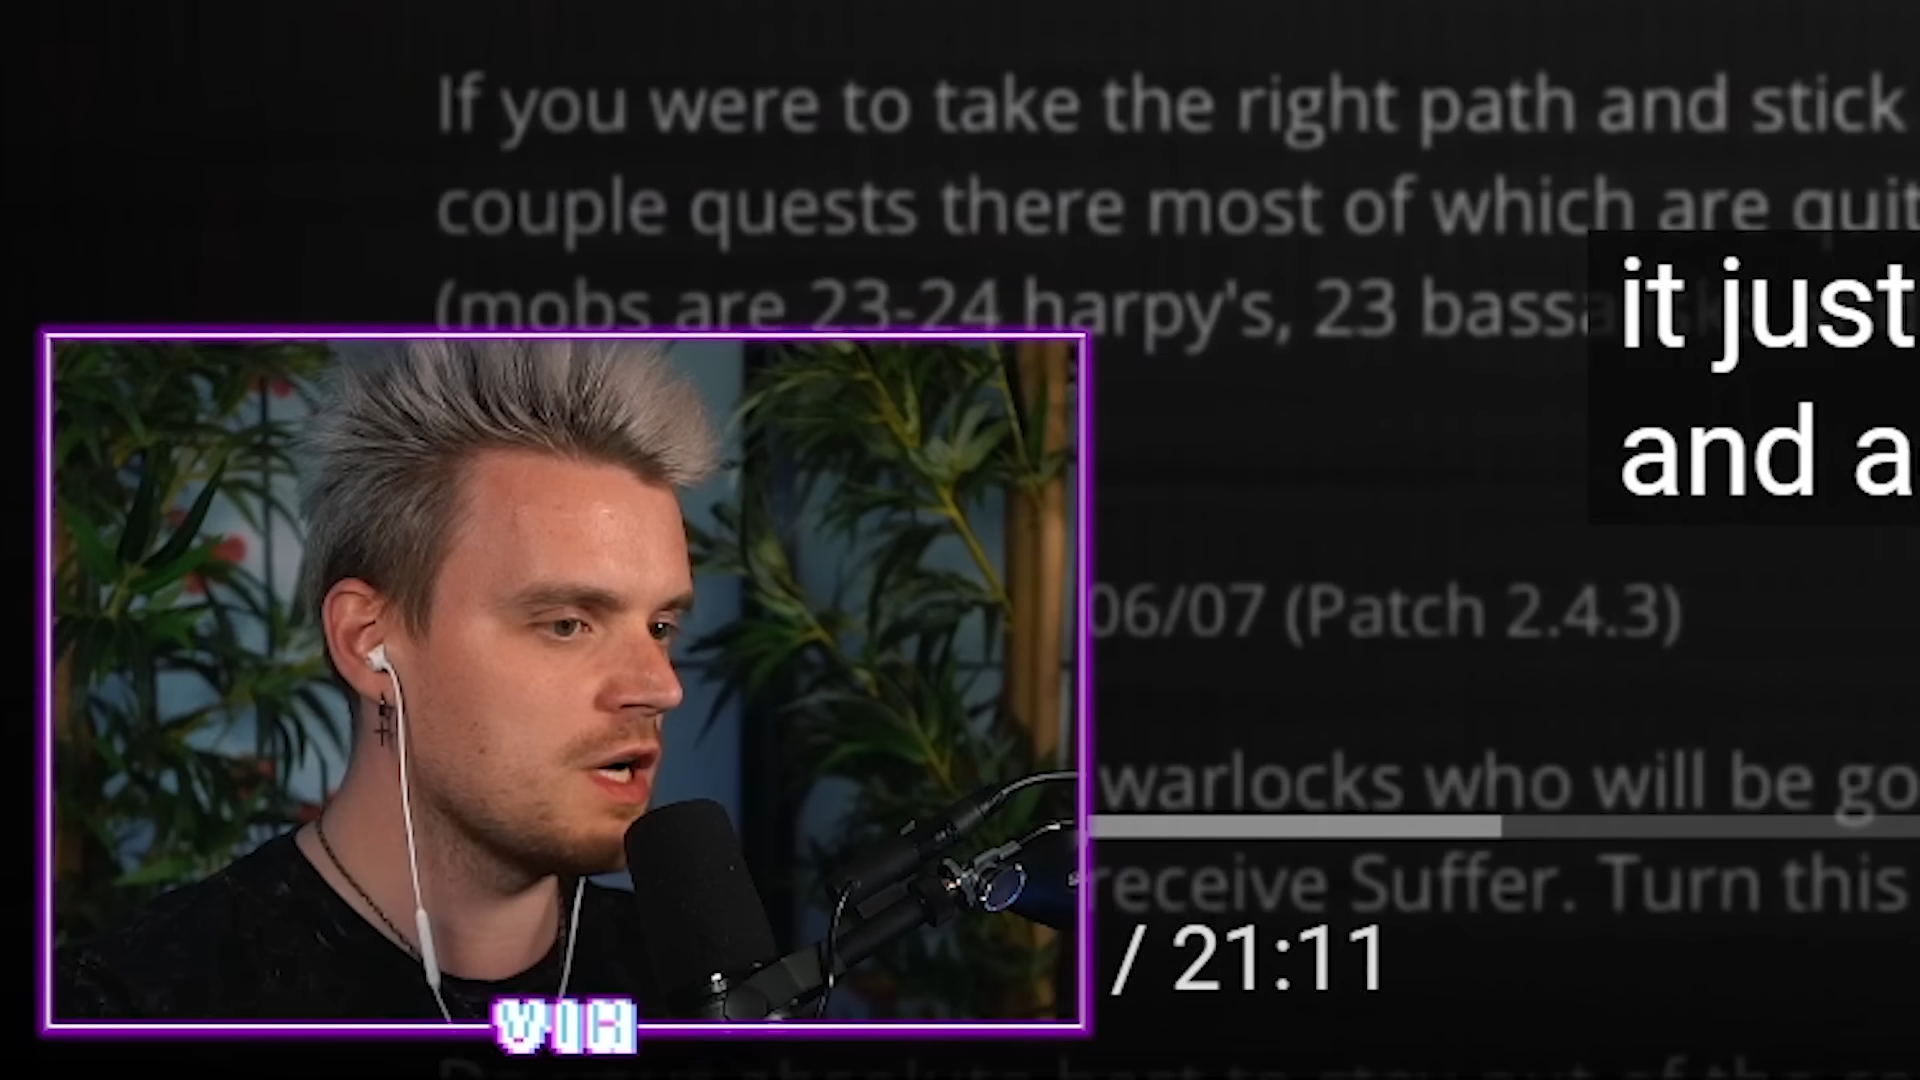 If you were to take the right path and stick
couple quests there most of which are quit
(mobs are 23-24 harpy's, 23 bass
it just
and a
06/07 (Patch 2.4.3)
warlocks who will be go
receive Suffer. Turn this
/ 21:11
VIA